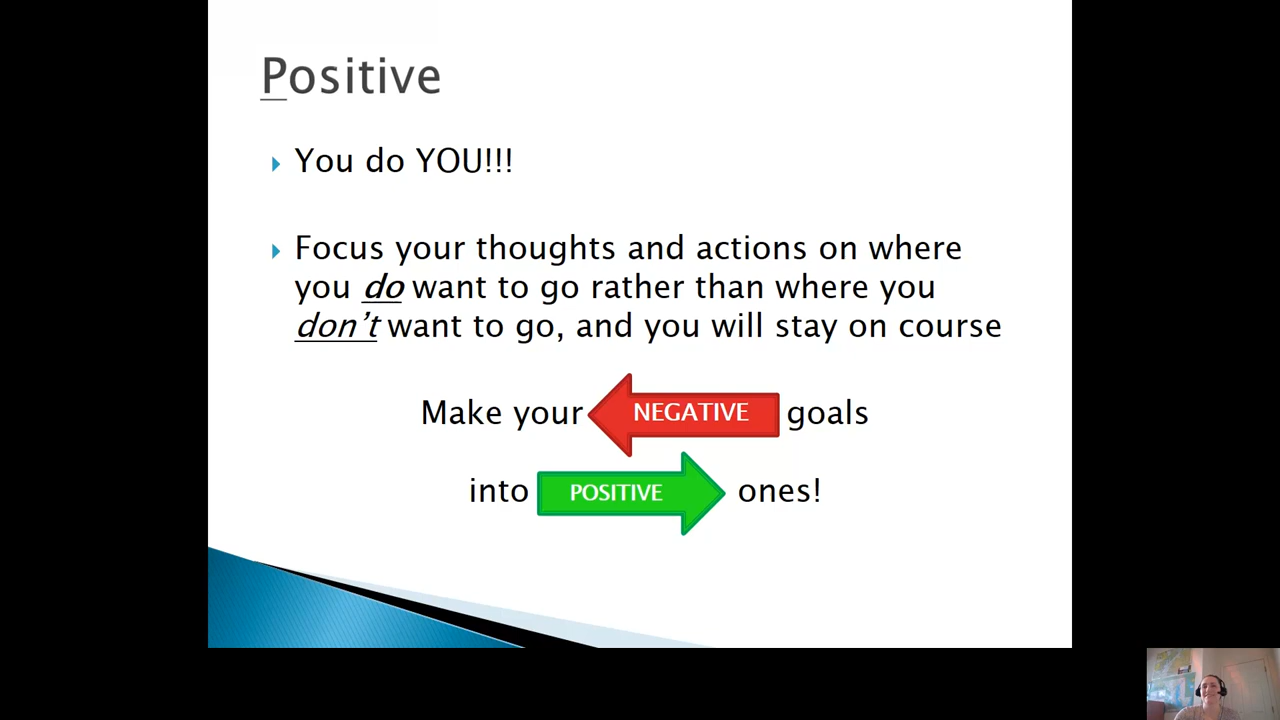 Positive
You do YOU!!!
Focus your thoughts and actions on where
you do want to go rather than where you
don't want to go, and you will stay on course
Make your NEGATIVE goals
into POSITIVE ones!